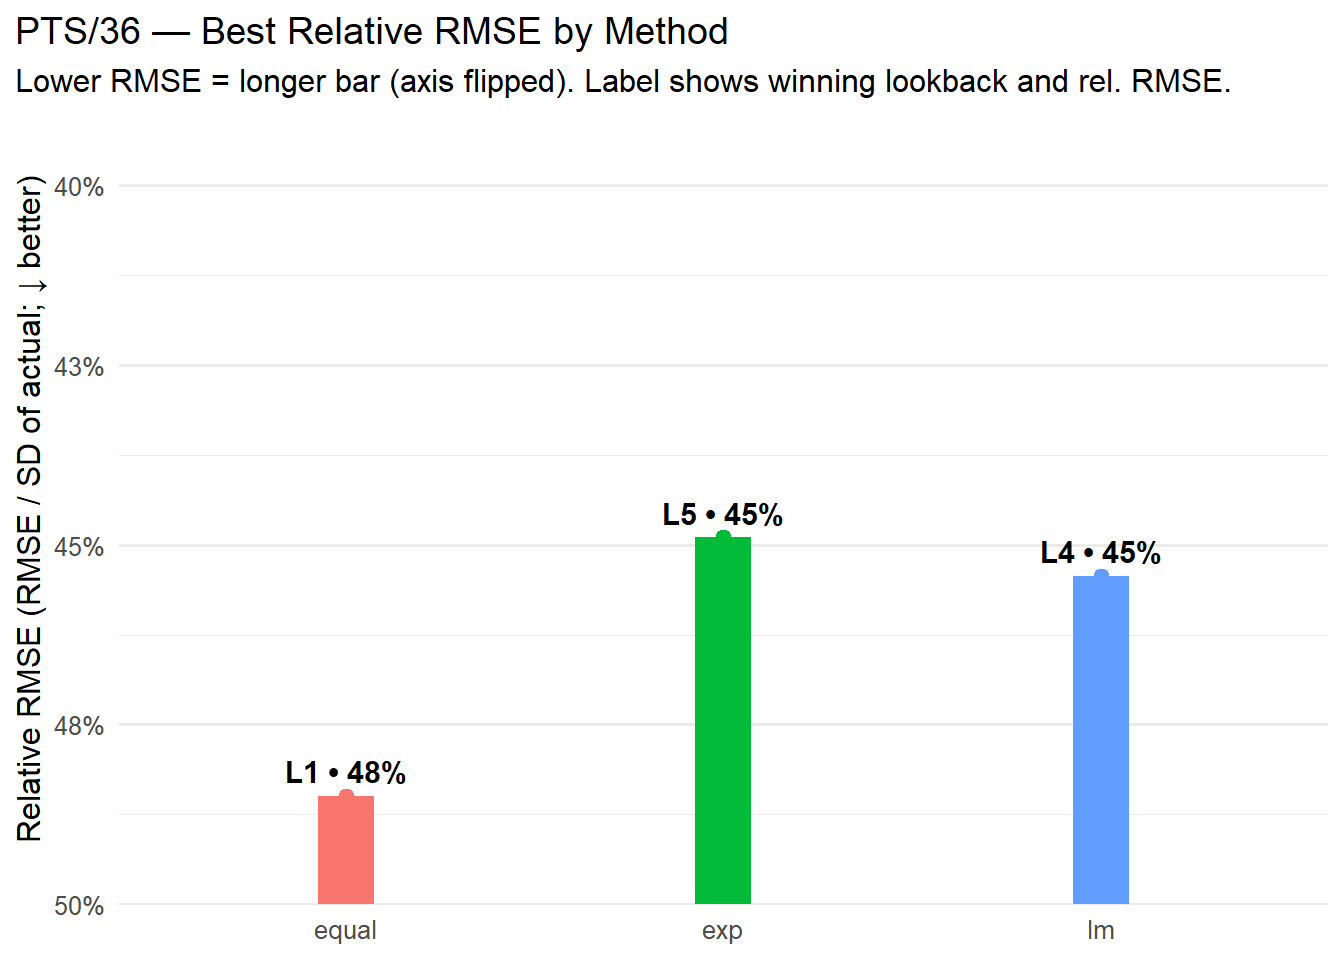 PTS/36 — Best Relative RMSE by Method
Lower RMSE = longer bar (axis flipped). Label shows winning lookback and rel. RMSE.
Relative RMSE (RMSE / SD of actual; ↓ better)
40%
43%
45%
48%
50%
L1 • 48%
L5 • 45%
L4 • 45%
equal
exp
lm